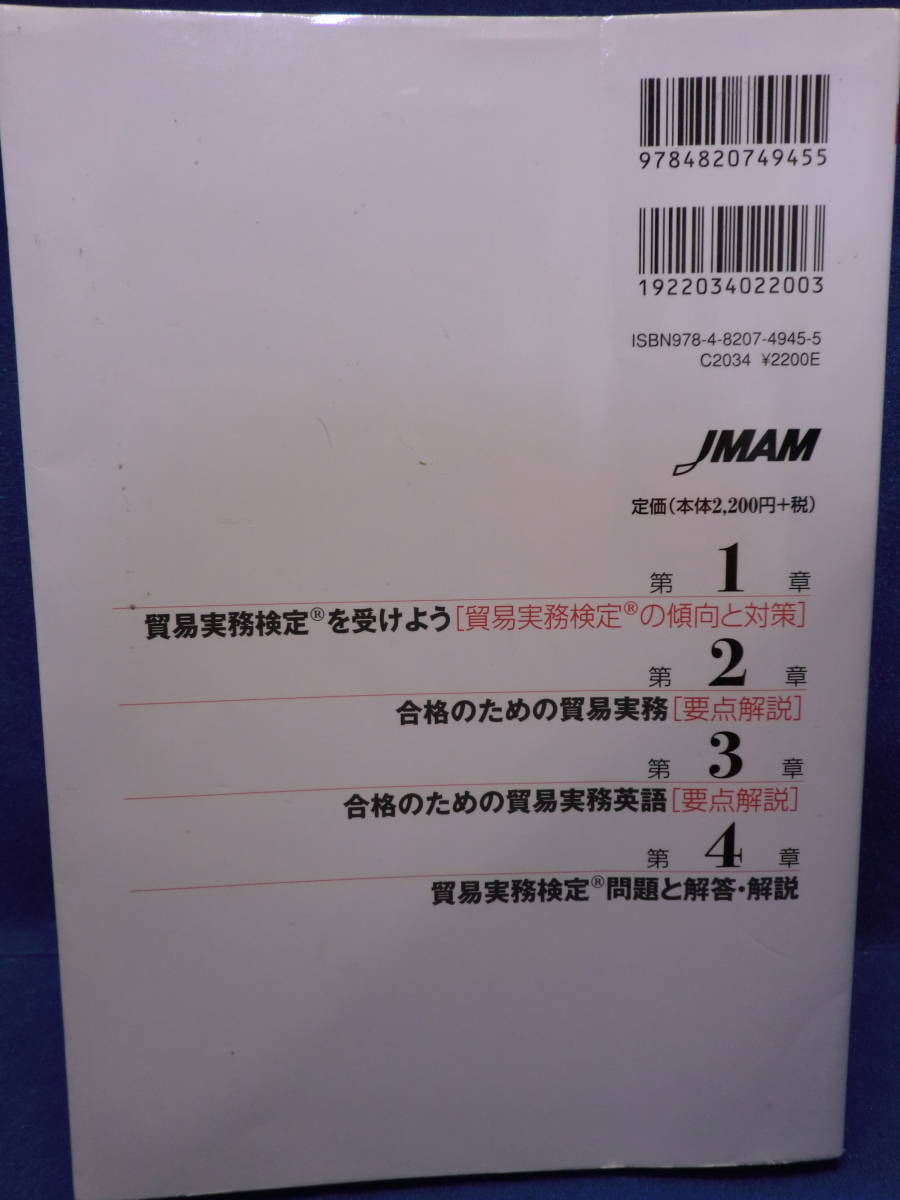 9784820749455
1922034022003
ISBN978-4-8207-4945-5
C2034 ¥2200E
JMAM
定価(本体2,200円+税)
第1章
貿易実務検定®を受けよう[貿易実務検定®の傾向と対策]
第2章
合格のための貿易実務[要点解説]
第3章
合格のための貿易実務英語[要点解説]
第4章
貿易実務検定®問題と解答・解説